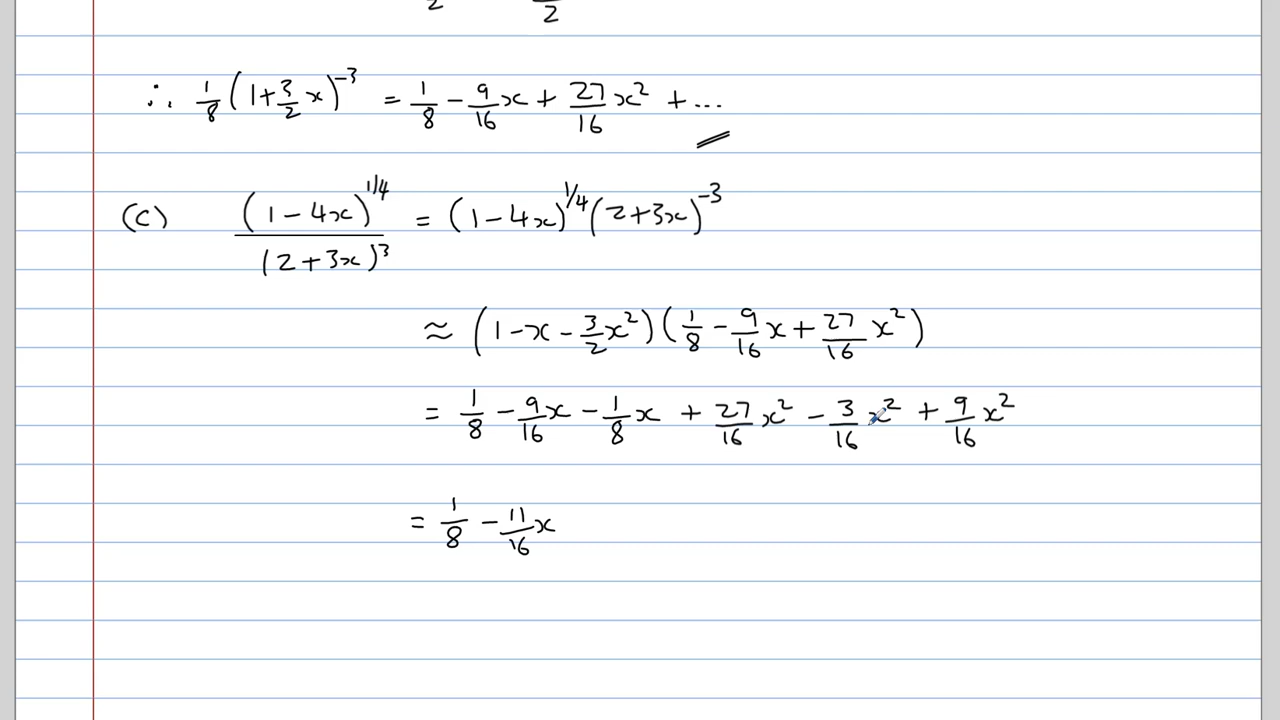 2 2
∴ 1/8 (1+3/2 x)^-3 = 1/8 - 9/16 x + 27/16 x² + ...
(c) (1-4x)^1/4 / (2+3x)³ = (1-4x)^1/4 (2+3x)^-3
≈ (1-x-3/2 x²)(1/8 - 9/16 x + 27/16 x²)
= 1/8 - 9/16 x - 1/8 x + 27/16 x² - 3/16 x² + 9/16 x²
= 1/8 - 11/16 x